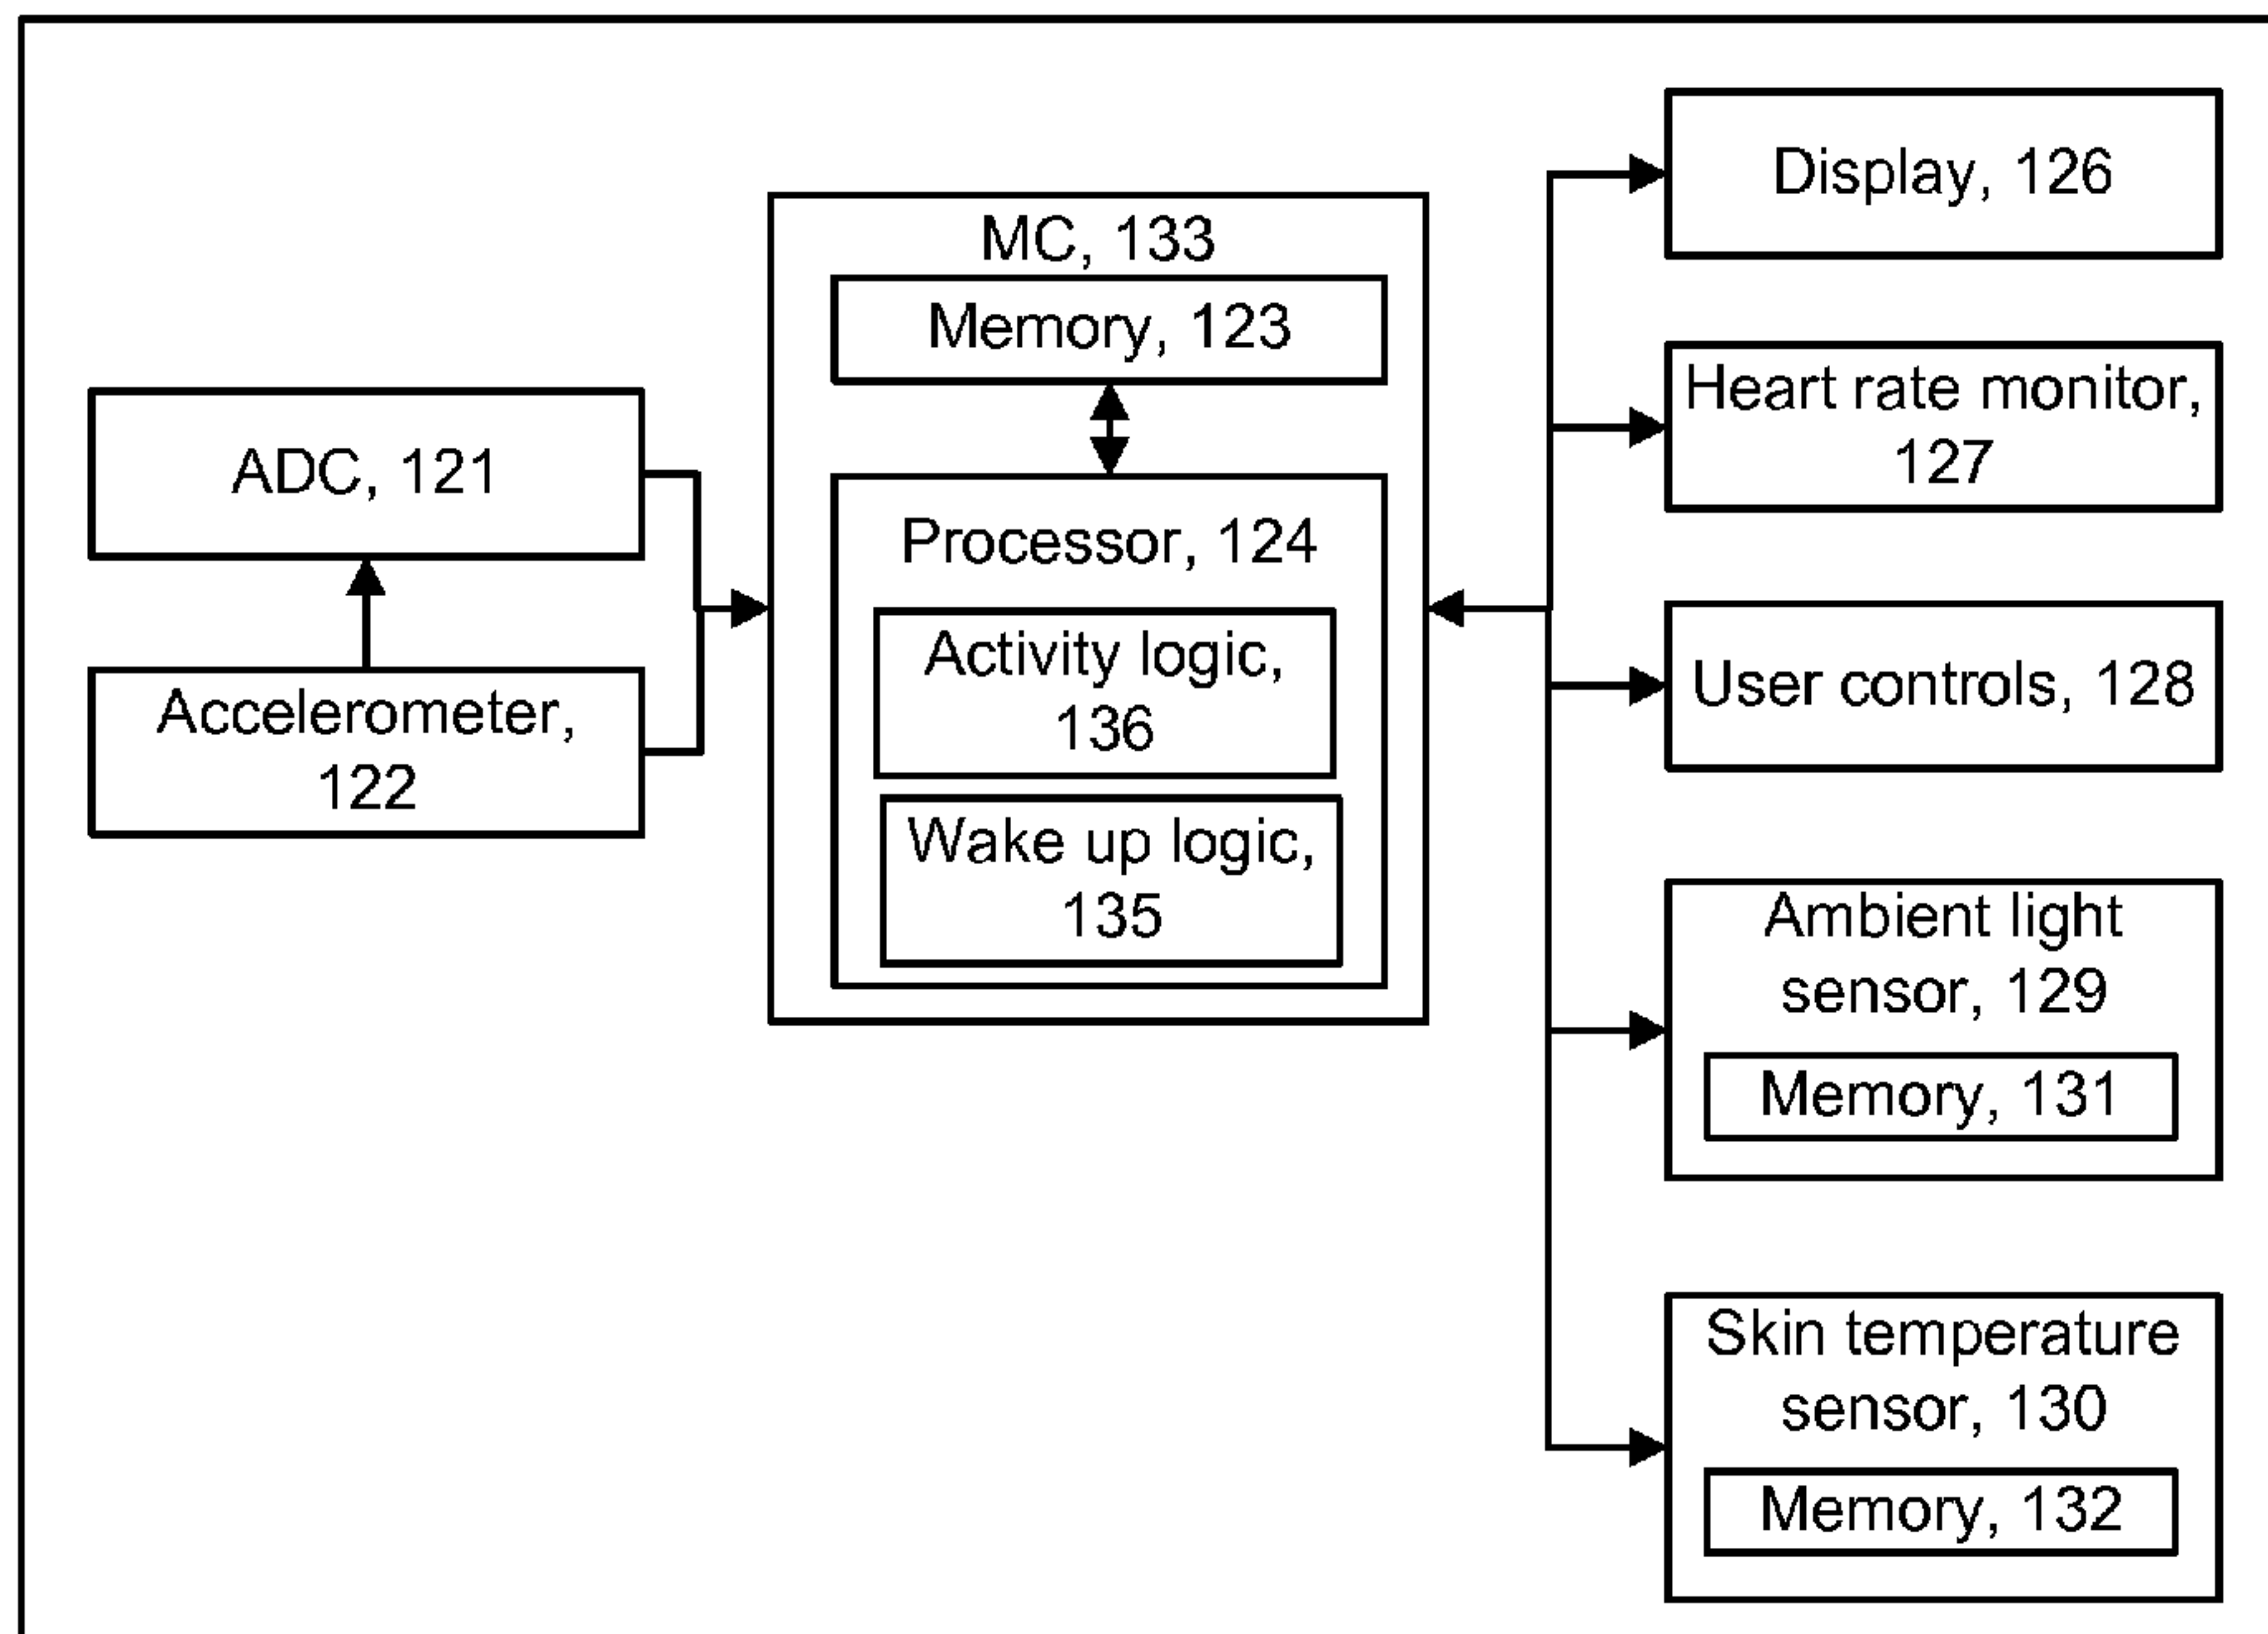 ADC, 121
Accelerometer,
122
MC, 133
Memory, 123
Processor, 124
Activity logic,
136
Wake up logic,
135
Display, 126
Heart rate monitor,
127
User controls, 128
Ambient light
sensor, 129
Memory, 131
Skin temperature
sensor, 130
Memory, 132